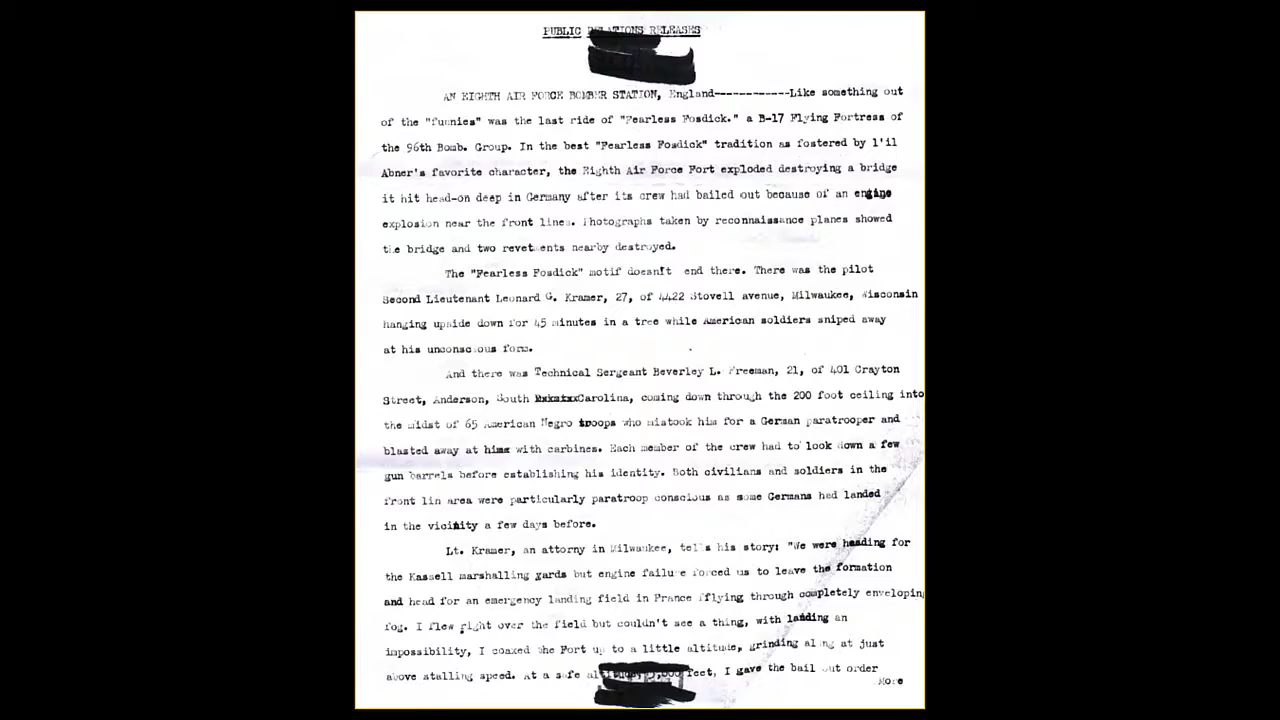 PUBLIC RELATIONS RELEASES
AN EIGHTH AIR FORCE BOMBER STATION, England------------Like something out
of the "funnies" was the last ride of "Fearless Fosdick." a B-17 Flying Fortress of
the 96th Bomb. Group. In the best "Fearless Fosdick" tradition as fostered by l'il
Abner's favorite character, the Eighth Air Force Fort exploded destroying a bridge
it hit head-on deep in Germany after its crew had bailed out because of an engine
explosion near the front lines. Photographs taken by reconnaissance planes showed
the bridge and two revetments nearby destroyed.
The "Fearless Fosdick" motif doesn't end there. There was the pilot
Second Lieutenant Leonard G. Kramer, 27, of 4422 Stovell avenue, Milwaukee, Wisconsin
hanging upside down for 45 minutes in a tree while American soldiers sniped away
at his unconscious form.
And there was Technical Sergeant Beverley L. Freeman, 21, of 401 Crayton
Street, Anderson, South Carolina, coming down through the 200 foot ceiling into
the midst of 65 American Negro troops who mistook him for a German paratrooper and
blasted away at him with carbines. Each member of the crew had to look down a few
gun barrels before establishing his identity. Both civilians and soldiers in the
front lin area were particularly paratroop conscious as some Germans had landed
in the vicinity a few days before.
Lt. Kramer, an attorny in Milwaukee, tells his story: "We were heading for
the Kassell marshalling yards but engine failure forced us to leave the formation
and head for an emergency landing field in France fflying through completely enveloping
fog. I flew right over the field but couldn't see a thing, with landing an
impossibility, I coaxed the Fort up to a little altitude, grinding along at just
above stalling speed. At a safe altitude, 5,000 feet, I gave the bail out order
More